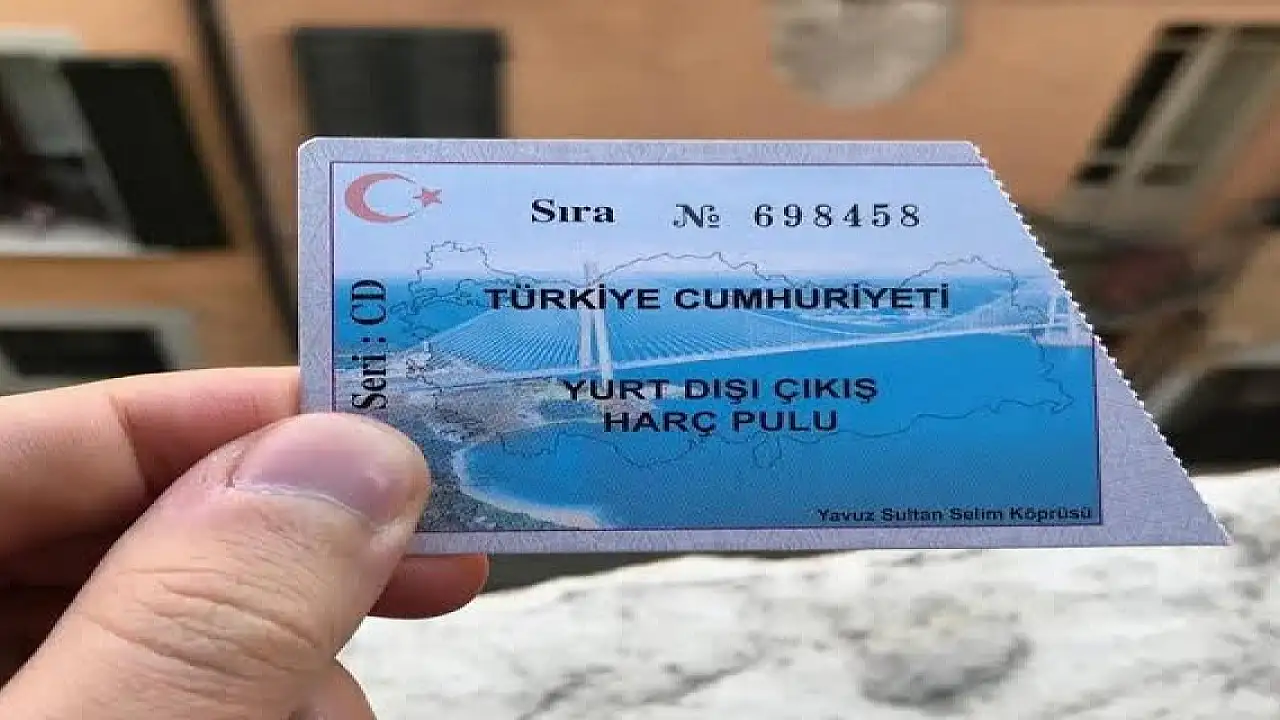 Sıra № 698458
Seri : CD
TÜRKİYE CUMHURİYETİ
YURT DIŞI ÇIKIŞ
HARÇ PULU
Yavuz Sultan Selim Köprüsü